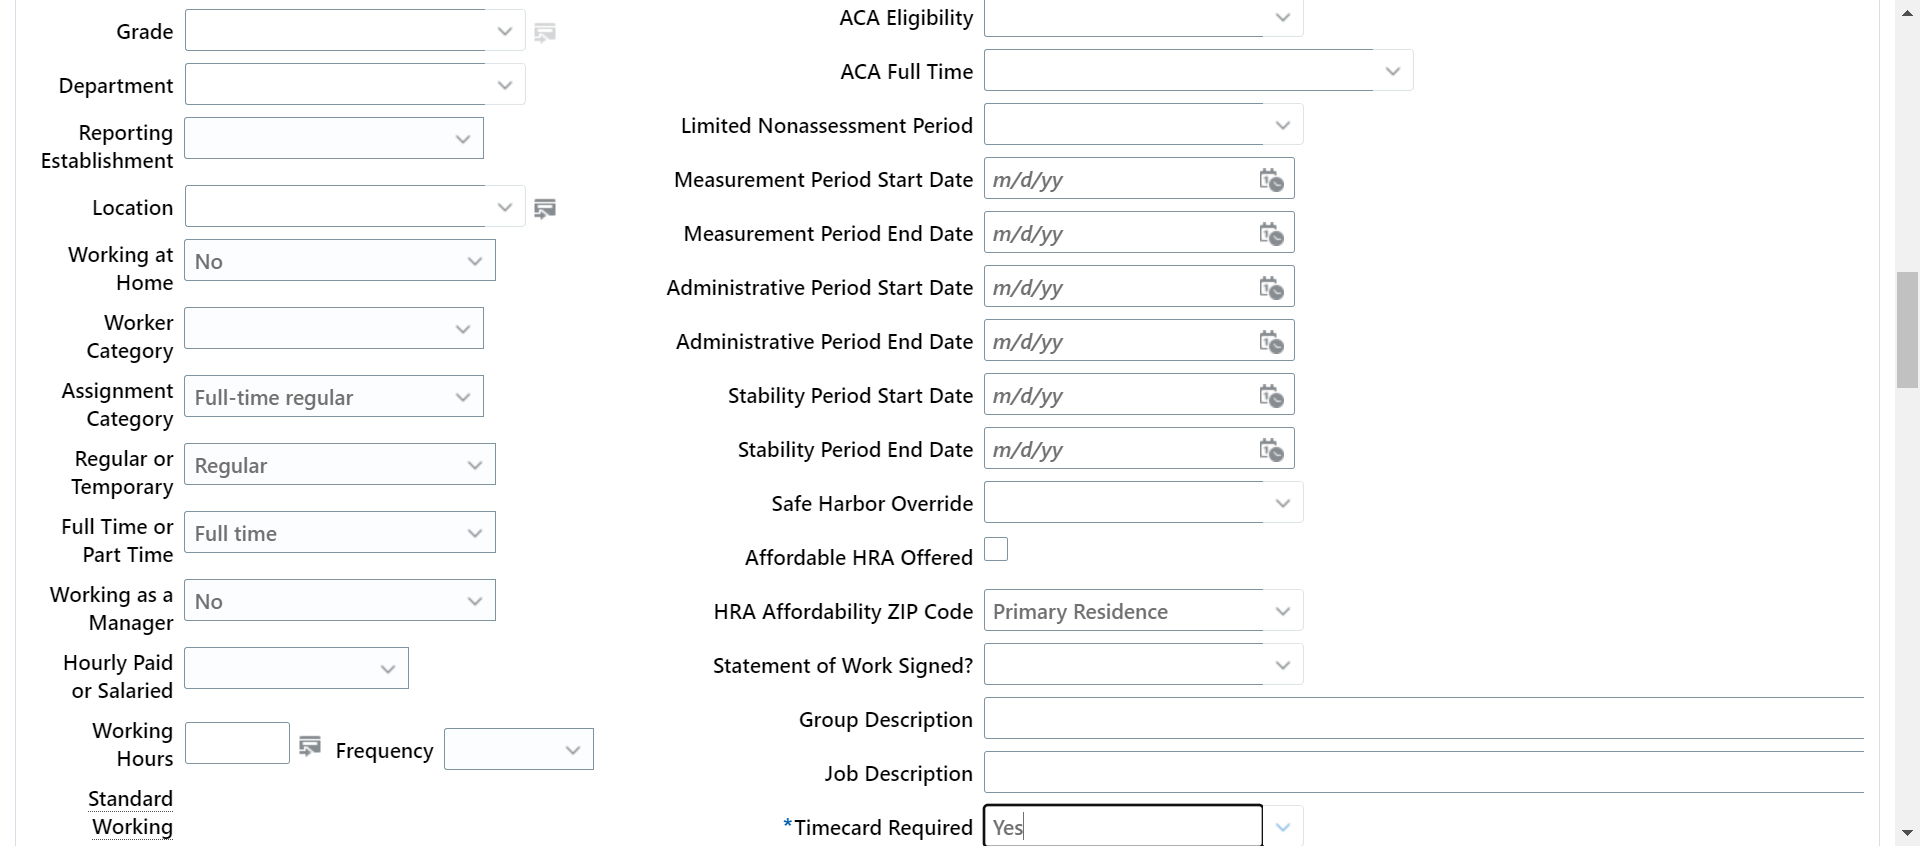 Grade
Department
Reporting
Establishment
Location
Working at
Home
No
Worker
Category
Assignment
Category
Full-time regular
Regular or
Temporary
Regular
Full Time or
Part Time
Full time
Working as a
Manager
No
Hourly Paid
or Salaried
Working
Hours
Frequency
Standard
Working
ACA Eligibility
ACA Full Time
Limited Nonassessment Period
Measurement Period Start Date m/d/yy
Measurement Period End Date m/d/yy
Administrative Period Start Date m/d/yy
Administrative Period End Date m/d/yy
Stability Period Start Date m/d/yy
Stability Period End Date m/d/yy
Safe Harbor Override
Affordable HRA Offered
HRA Affordability ZIP Code Primary Residence
Statement of Work Signed?
Group Description
Job Description
*Timecard Required Yes